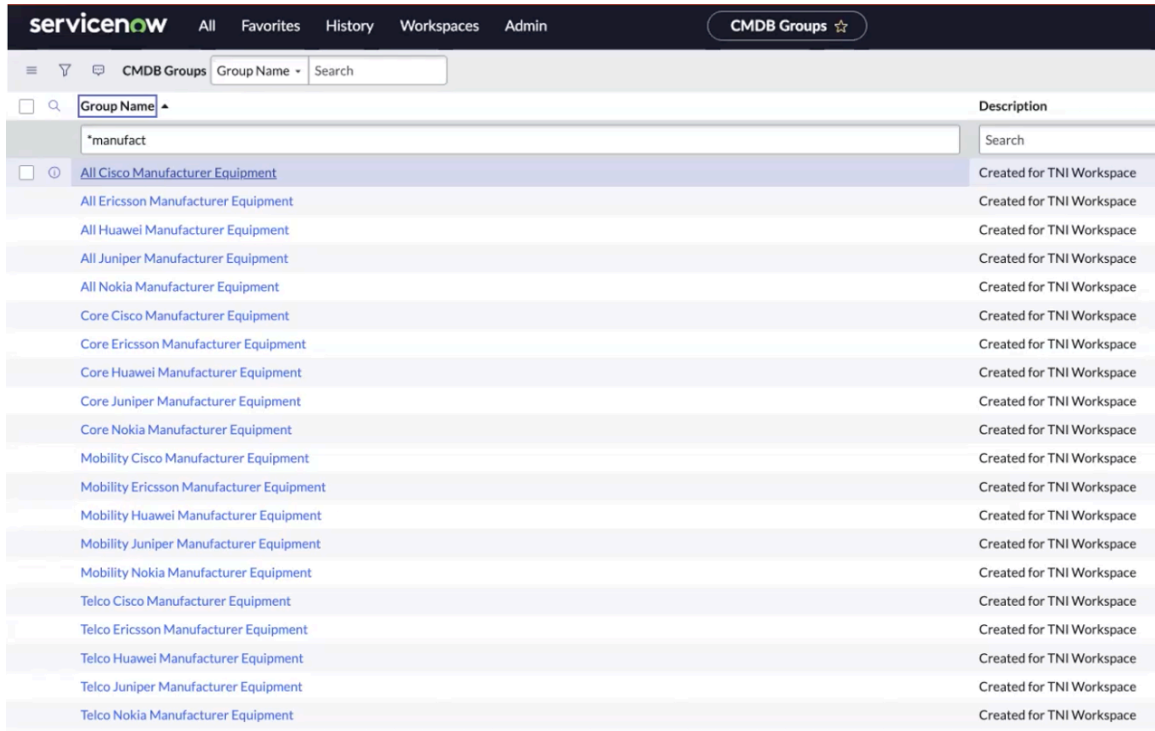 servicenow All Favorites History Workspaces Admin CMDB Groups
CMDB Groups Group Name Search
Group Name Description
*manufact Search
All Cisco Manufacturer Equipment Created for TNI Workspace
All Ericsson Manufacturer Equipment Created for TNI Workspace
All Huawei Manufacturer Equipment Created for TNI Workspace
All Juniper Manufacturer Equipment Created for TNI Workspace
All Nokia Manufacturer Equipment Created for TNI Workspace
Core Cisco Manufacturer Equipment Created for TNI Workspace
Core Ericsson Manufacturer Equipment Created for TNI Workspace
Core Huawei Manufacturer Equipment Created for TNI Workspace
Core Juniper Manufacturer Equipment Created for TNI Workspace
Core Nokia Manufacturer Equipment Created for TNI Workspace
Mobility Cisco Manufacturer Equipment Created for TNI Workspace
Mobility Ericsson Manufacturer Equipment Created for TNI Workspace
Mobility Huawei Manufacturer Equipment Created for TNI Workspace
Mobility Juniper Manufacturer Equipment Created for TNI Workspace
Mobility Nokia Manufacturer Equipment Created for TNI Workspace
Telco Cisco Manufacturer Equipment Created for TNI Workspace
Telco Ericsson Manufacturer Equipment Created for TNI Workspace
Telco Huawei Manufacturer Equipment Created for TNI Workspace
Telco Juniper Manufacturer Equipment Created for TNI Workspace
Telco Nokia Manufacturer Equipment Created for TNI Workspace